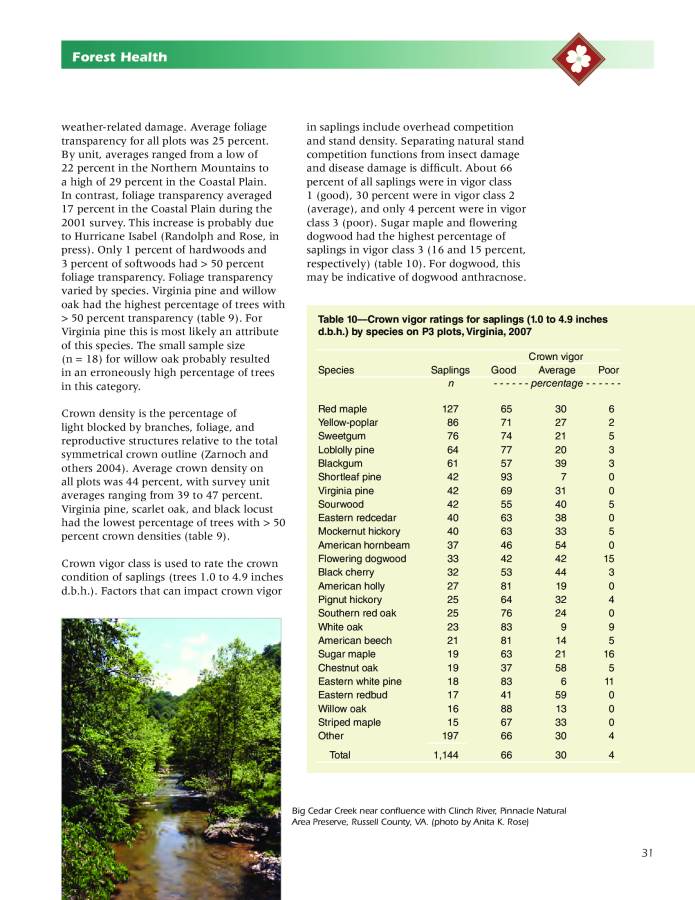 Forest Health
weather-related damage. Average foliage
transparency for all plots was 25 percent.
By unit, averages ranged from a low of
22 percent in the Northern Mountains to
a high of 29 percent in the Coastal Plain.
In contrast, foliage transparency averaged
17 percent in the Coastal Plain during the
2001 survey. This increase is probably due
to Hurricane Isabel (Randolph and Rose, in
press). Only 1 percent of hardwoods and
3 percent of softwoods had > 50 percent
foliage transparency. Foliage transparency
varied by species. Virginia pine and willow
oak had the highest percentage of trees with
> 50 percent transparency (table 9). For
Virginia pine this is most likely an attribute
of this species. The small sample size
(n = 18) for willow oak probably resulted
in an erroneously high percentage of trees
in this category.
Crown density is the percentage of
light blocked by branches, foliage, and
reproductive structures relative to the total
symmetrical crown outline (Zarnoch and
others 2004). Average crown density on
all plots was 44 percent, with survey unit
averages ranging from 39 to 47 percent.
Virginia pine, scarlet oak, and black locust
had the lowest percentage of trees with > 50
percent crown densities (table 9).
Crown vigor class is used to rate the crown
condition of saplings (trees 1.0 to 4.9 inches
d.b.h.). Factors that can impact crown vigor
in saplings include overhead competition
and stand density. Separating natural stand
competition functions from insect damage
and disease damage is difficult. About 66
percent of all saplings were in vigor class
1 (good), 30 percent were in vigor class 2
(average), and only 4 percent were in vigor
class 3 (poor). Sugar maple and flowering
dogwood had the highest percentage of
saplings in vigor class 3 (16 and 15 percent,
respectively) (table 10). For dogwood, this
may be indicative of dogwood anthracnose.
Table 10—Crown vigor ratings for saplings (1.0 to 4.9 inches
d.b.h.) by species on P3 plots, Virginia, 2007
Crown vigor
Species Saplings Good Average Poor
n - - - - - - percentage - - - - - -
Red maple 127 65 30 6
Yellow-poplar 86 71 27 2
Sweetgum 76 74 21 5
Loblolly pine 64 77 20 3
Blackgum 61 57 39 3
Shortleaf pine 42 93 7 0
Virginia pine 42 69 31 0
Sourwood 42 55 40 5
Eastern redcedar 40 63 38 0
Mockernut hickory 40 63 33 5
American hornbeam 37 46 54 0
Flowering dogwood 33 42 42 15
Black cherry 32 53 44 3
American holly 27 81 19 0
Pignut hickory 25 64 32 4
Southern red oak 25 76 24 0
White oak 23 83 9 9
American beech 21 81 14 5
Sugar maple 19 63 21 16
Chestnut oak 19 37 58 5
Eastern white pine 18 83 6 11
Eastern redbud 17 41 59 0
Willow oak 16 88 13 0
Striped maple 15 67 33 0
Other 197 66 30 4
Total 1,144 66 30 4
Big Cedar Creek near confluence with Clinch River, Pinnacle Natural
Area Preserve, Russell County, VA. (photo by Anita K. Rose)
31